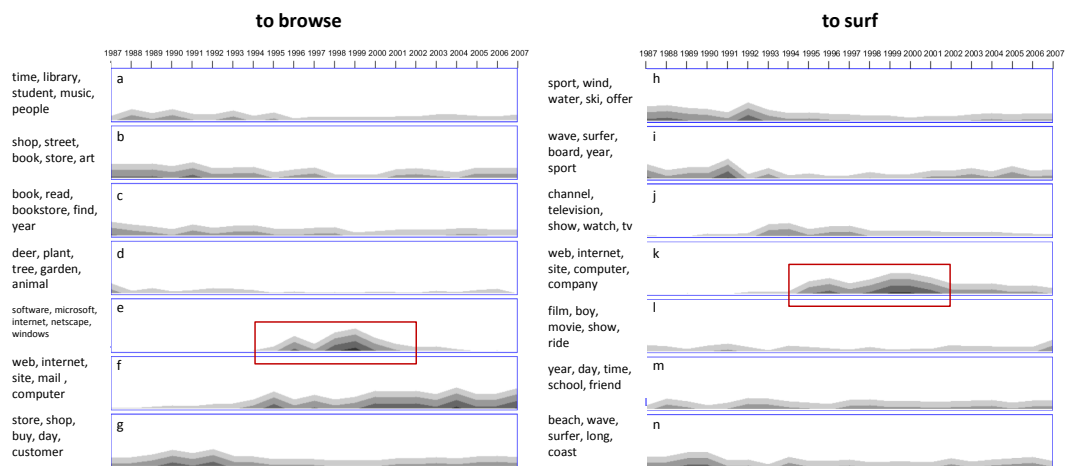 to browse
1987 1988 1989 1990 1991 1992 1993 1994 1995 1996 1997 1998 1999 2000 2001 2002 2003 2004 2005 2006 2007
time, library,
student, music,
people
a
shop, street,
book, store, art
b
book, read,
bookstore, find,
year
c
deer, plant,
tree, garden,
animal
d
software, microsoft,
internet, netscape,
windows
e
web, internet,
site, mail ,
computer
f
store, shop,
buy, day,
customer
g
to surf
1987 1988 1989 1990 1991 1992 1993 1994 1995 1996 1997 1998 1999 2000 2001 2002 2003 2004 2005 2006 2007
sport, wind,
water, ski, offer
h
wave, surfer,
board, year,
sport
i
channel,
television,
show, watch, tv
j
web, internet,
site, computer,
company
k
film, boy,
movie, show,
ride
l
year, day, time,
school, friend
m
beach, wave,
surfer, long,
coast
n